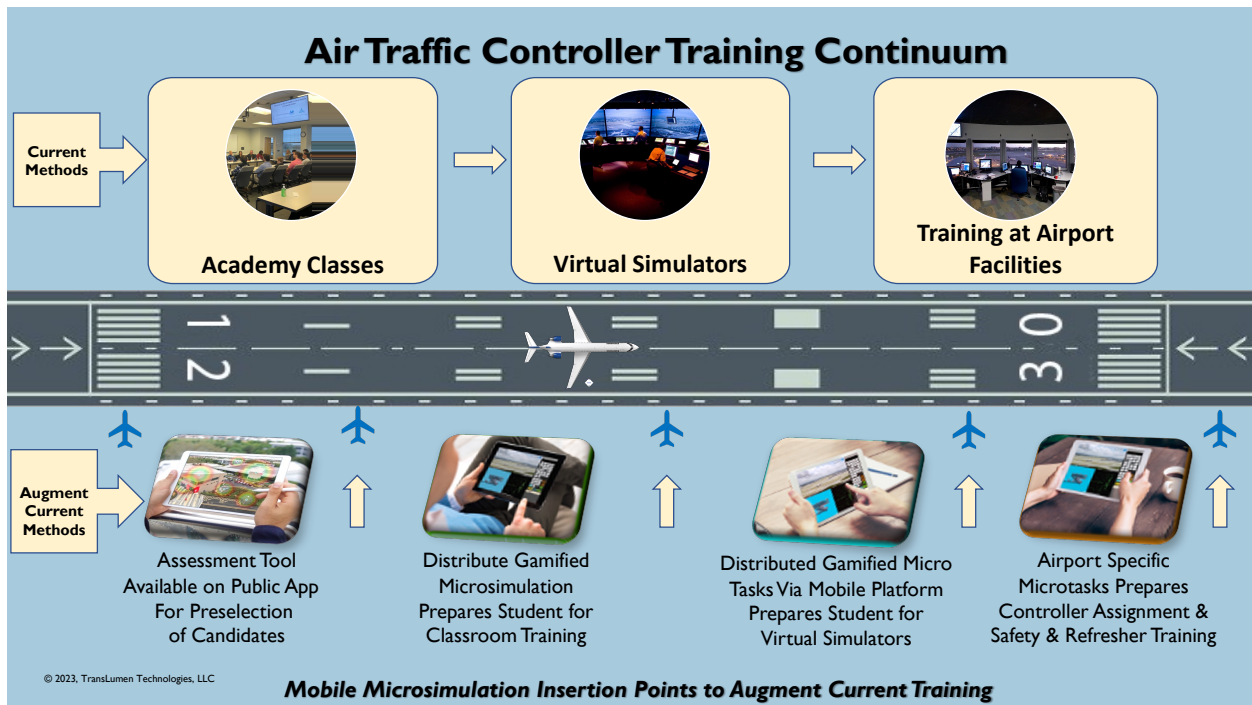 Air Traffic Controller Training Continuum
Current
Methods
Academy Classes
Virtual Simulators
Training at Airport
Facilities
1
2
3 0
Augment
Current
Methods
Assessment Tool
Available on Public App
For Preselection
of Candidates
Distribute Gamified
Microsimulation
Prepares Student for
Classroom Training
Distributed Gamified Micro
Tasks Via Mobile Platform
Prepares Student for
Virtual Simulators
Airport Specific
Microtasks Prepares
Controller Assignment &
Safety & Refresher Training
© 2023, TransLumen Technologies, LLC
Mobile Microsimulation Insertion Points to Augment Current Training